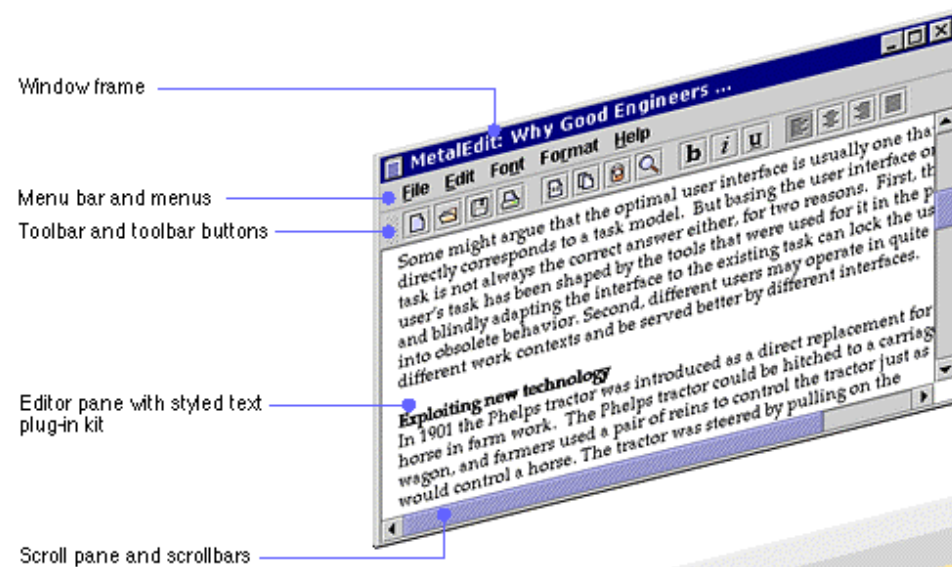 Window frame
Menu bar and menus
Toolbar and toolbar buttons
Editor pane with styled text
plug-in kit
Scroll pane and scrollbars
MetalEdit: Why Good Engineers ...
File Edit Font Format Help
b i u
Some might argue that the optimal user interface is usually one that
directly corresponds to a task model. But basing the user interface on
task is not always the correct answer either, for two reasons. First, th
user's task has been shaped by the tools that were used for it in the p
and blindly adapting the interface to the existing task can lock the us
into obsolete behavior. Second, different users may operate in quite
different work contexts and be served better by different interfaces.
Exploiting new technology
In 1901 the Phelps tractor was introduced as a direct replacement for
horse in farm work. The Phelps tractor could be hitched to a carriag
wagon, and farmers used a pair of reins to control the tractor just as
would control a horse. The tractor was steered by pulling on the